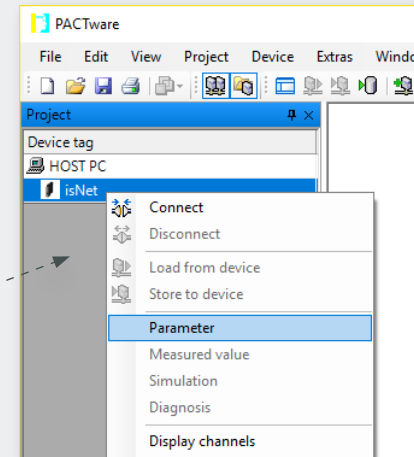 PACTware
File Edit View Project Device Extras
Project
Device tag
HOST PC
isNet
Connect
Disconnect
Load from device
Store to device
Parameter
Measured value
Simulation
Diagnosis
Display channels